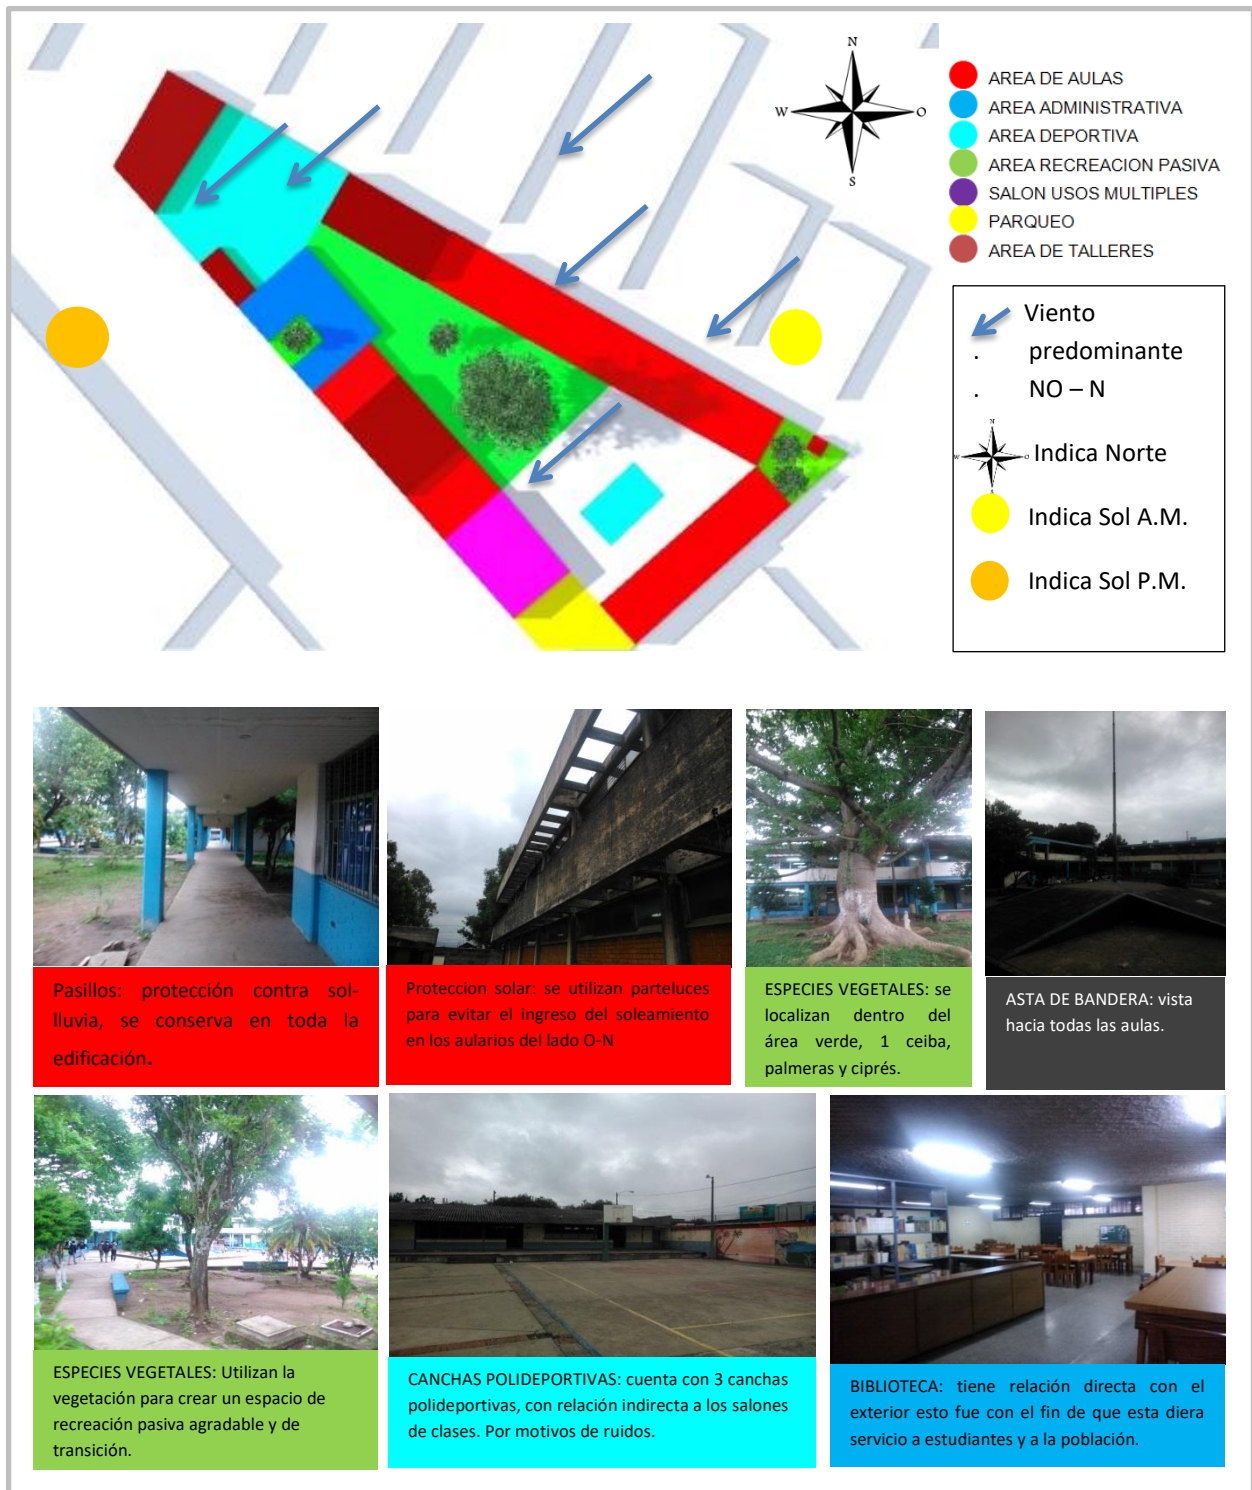 N
W
O
S
AREA DE AULAS
AREA ADMINISTRATIVA
AREA DEPORTIVA
AREA RECREACION PASIVA
SALON USOS MULTIPLES
PARQUEO
AREA DE TALLERES
Viento
. predominante
. NO – N
N
W
O
Indica Norte
Indica Sol A.M.
Indica Sol P.M.
Pasillos: protección contra sol-
lluvia, se conserva en toda la
edificación.
Proteccion solar: se utilizan parteluces
para evitar el ingreso del soleamiento
en los aularios del lado O-N
ESPECIES VEGETALES: se
localizan dentro del
área verde, 1 ceiba,
palmeras y ciprés.
ASTA DE BANDERA: vista
hacia todas las aulas.
ESPECIES VEGETALES: Utilizan la
vegetación para crear un espacio de
recreación pasiva agradable y de
transición.
CANCHAS POLIDEPORTIVAS: cuenta con 3 canchas
polideportivas, con relación indirecta a los salones
de clases. Por motivos de ruidos.
BIBLIOTECA: tiene relación directa con el
exterior esto fue con el fin de que esta diera
servicio a estudiantes y a la población.